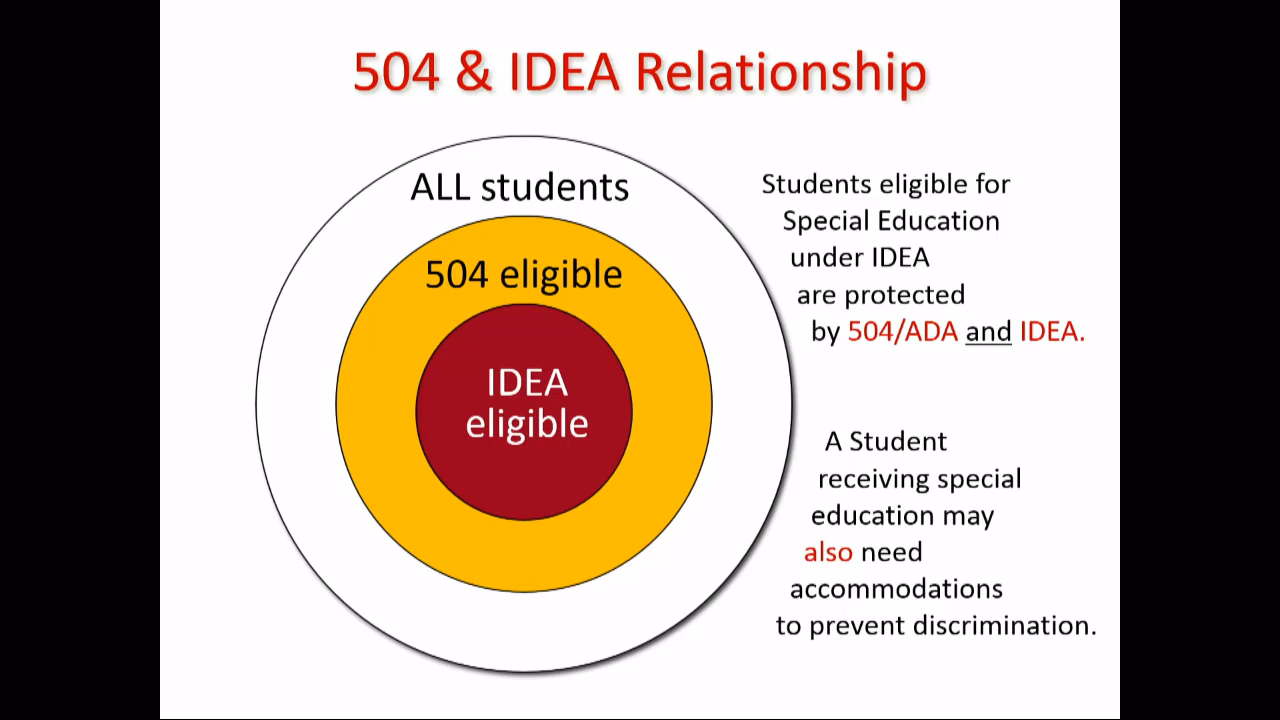 504 & IDEA Relationship
ALL students
504 eligible
IDEA
eligible
Students eligible for
Special Education
under IDEA
are protected
by 504/ADA and IDEA.
A Student
receiving special
education may
also need
accommodations
to prevent discrimination.